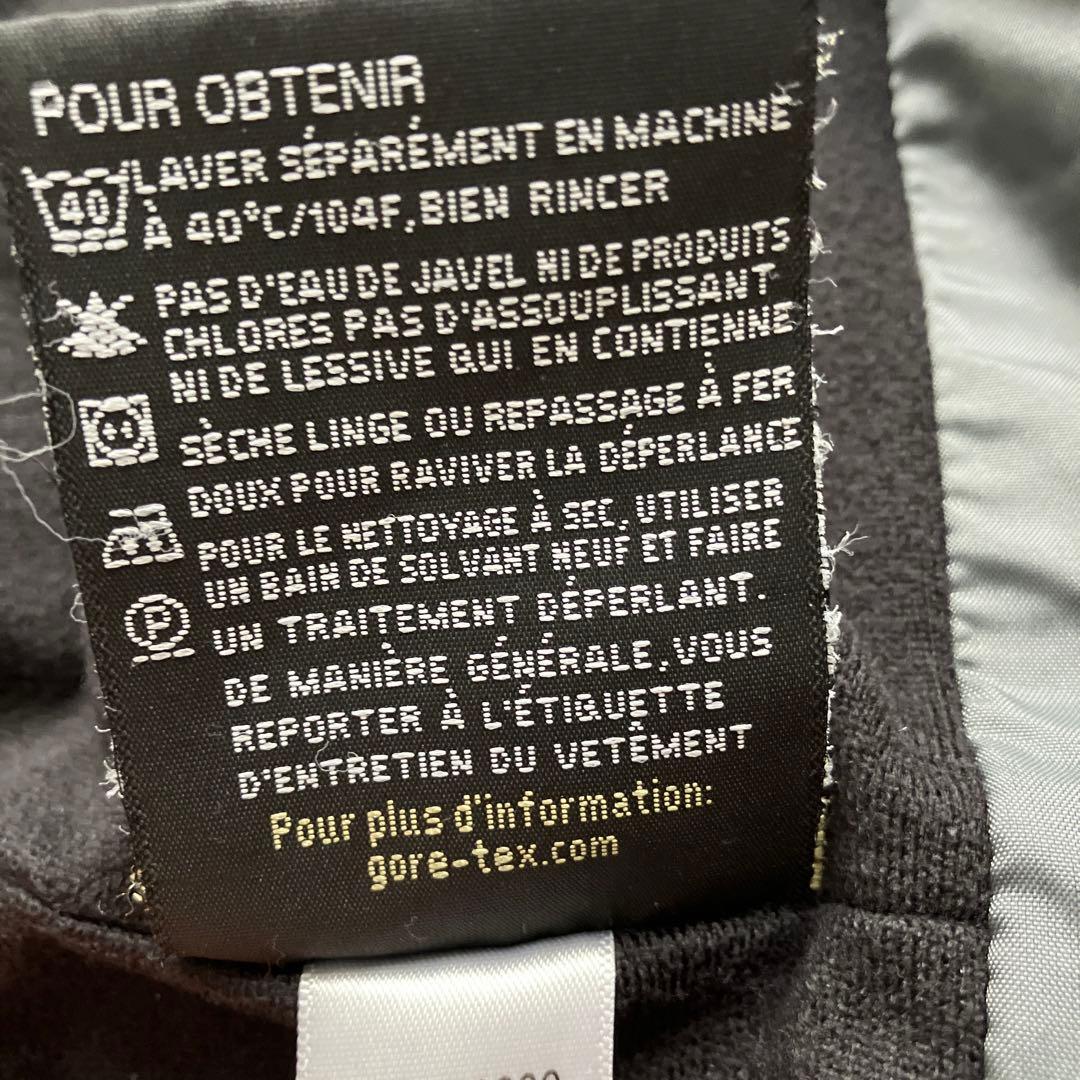 POUR OBTENIR
LAVER SÉPARÉMENT EN MACHINE
40
À 40°C/104F, BIEN RINCER
PAS D'EAU DE JAVEL NI DE PRODUITS
CHLORES PAS D'ASSOUPLISSANT
NI DE LESSIVE QUI EN CONTIENNE
SÈCHE LINGE OU REPASSAGE À FER
DOUX POUR RAVIVER LA DÉPERLANCE
POUR LE NETTOYAGE À SEC, UTILISER
UN BAIN DE SOLVANT NEUF ET FAIRE
P
UN TRAITEMENT DÉPERLANT.
DE MANIÈRE GÉNÉRALE, VOUS
REPORTER À L'ÉTIQUETTE
D'ENTRETIEN DU VETÊMENT
Pour plus d'information:
gore-tex.com